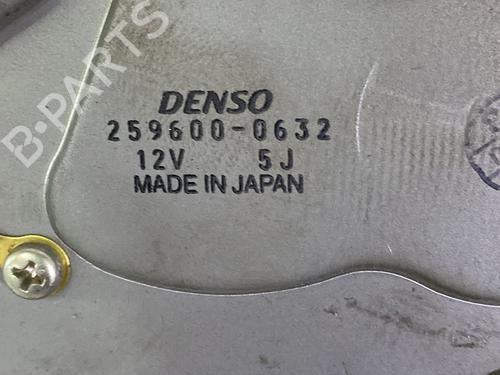 B-PARTS
DENSO
259600-0632
12V 5J
MADE IN JAPAN